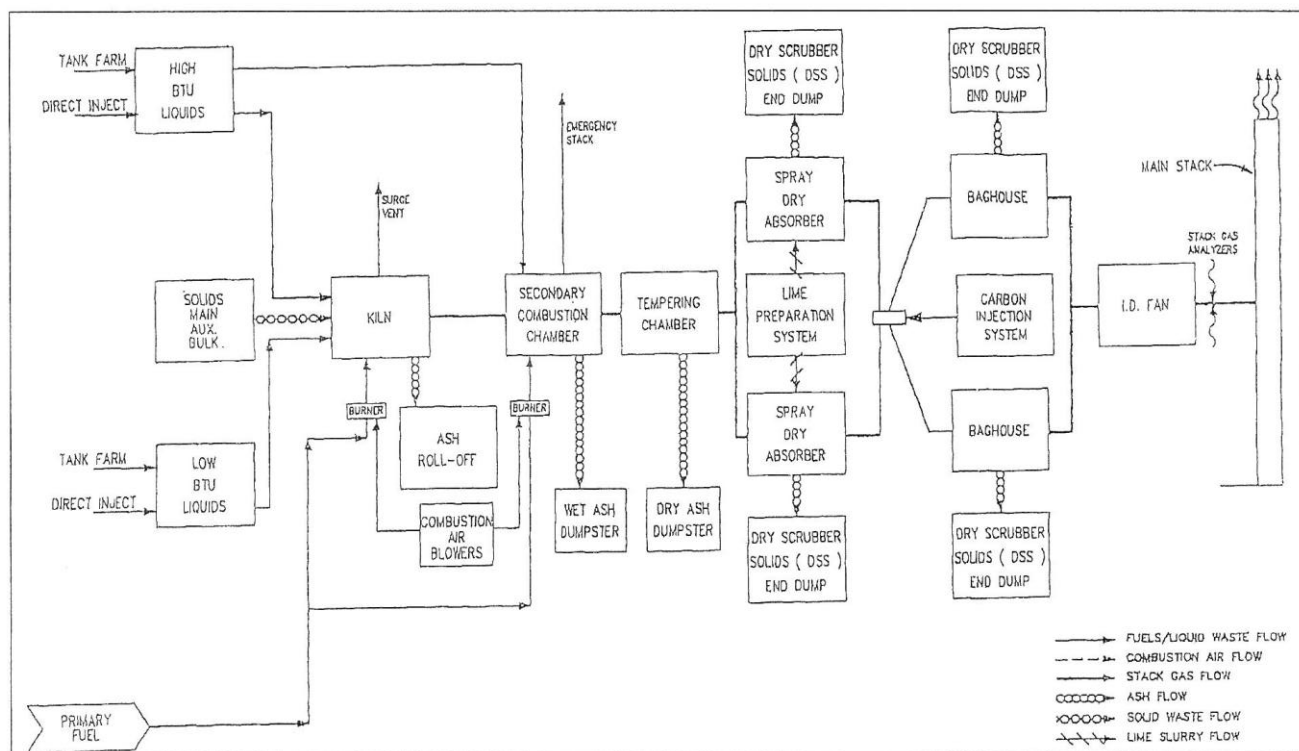 TANK FARM
DIRECT INJECT
HIGH
BTU
LIQUIDS
DRY SCRUBBER
SOLIDS ( DSS )
END DUMP
DRY SCRUBBER
SOLIDS ( DSS )
END DUMP
EMERGENCY
STACK
SURGE
VENT
SPRAY
DRY
ABSORBER
BAGHOUSE
MAIN STACK
STACK GAS
ANALYZERS
SOLIDS
MAIN
AUX.
BULK.
KILN
SECONDARY
COMBUSTION
CHAMBER
TEMPERING
CHAMBER
LIME
PREPARATION
SYSTEM
CARBON
INJECTION
SYSTEM
I.D. FAN
BURNER
BURNER
ASH
ROLL-OFF
SPRAY
DRY
ABSORBER
BAGHOUSE
TANK FARM
DIRECT INJECT
LOW
BTU
LIQUIDS
COMBUSTION
AIR
BLOWERS
WET ASH
DUMPSTER
DRY ASH
DUMPSTER
DRY SCRUBBER
SOLIDS ( DSS )
END DUMP
DRY SCRUBBER
SOLIDS ( DSS )
END DUMP
PRIMARY
FUEL
FUELS/LIQUID WASTE FLOW
COMBUSTION AIR FLOW
STACK GAS FLOW
ASH FLOW
SOLID WASTE FLOW
LIME SLURRY FLOW